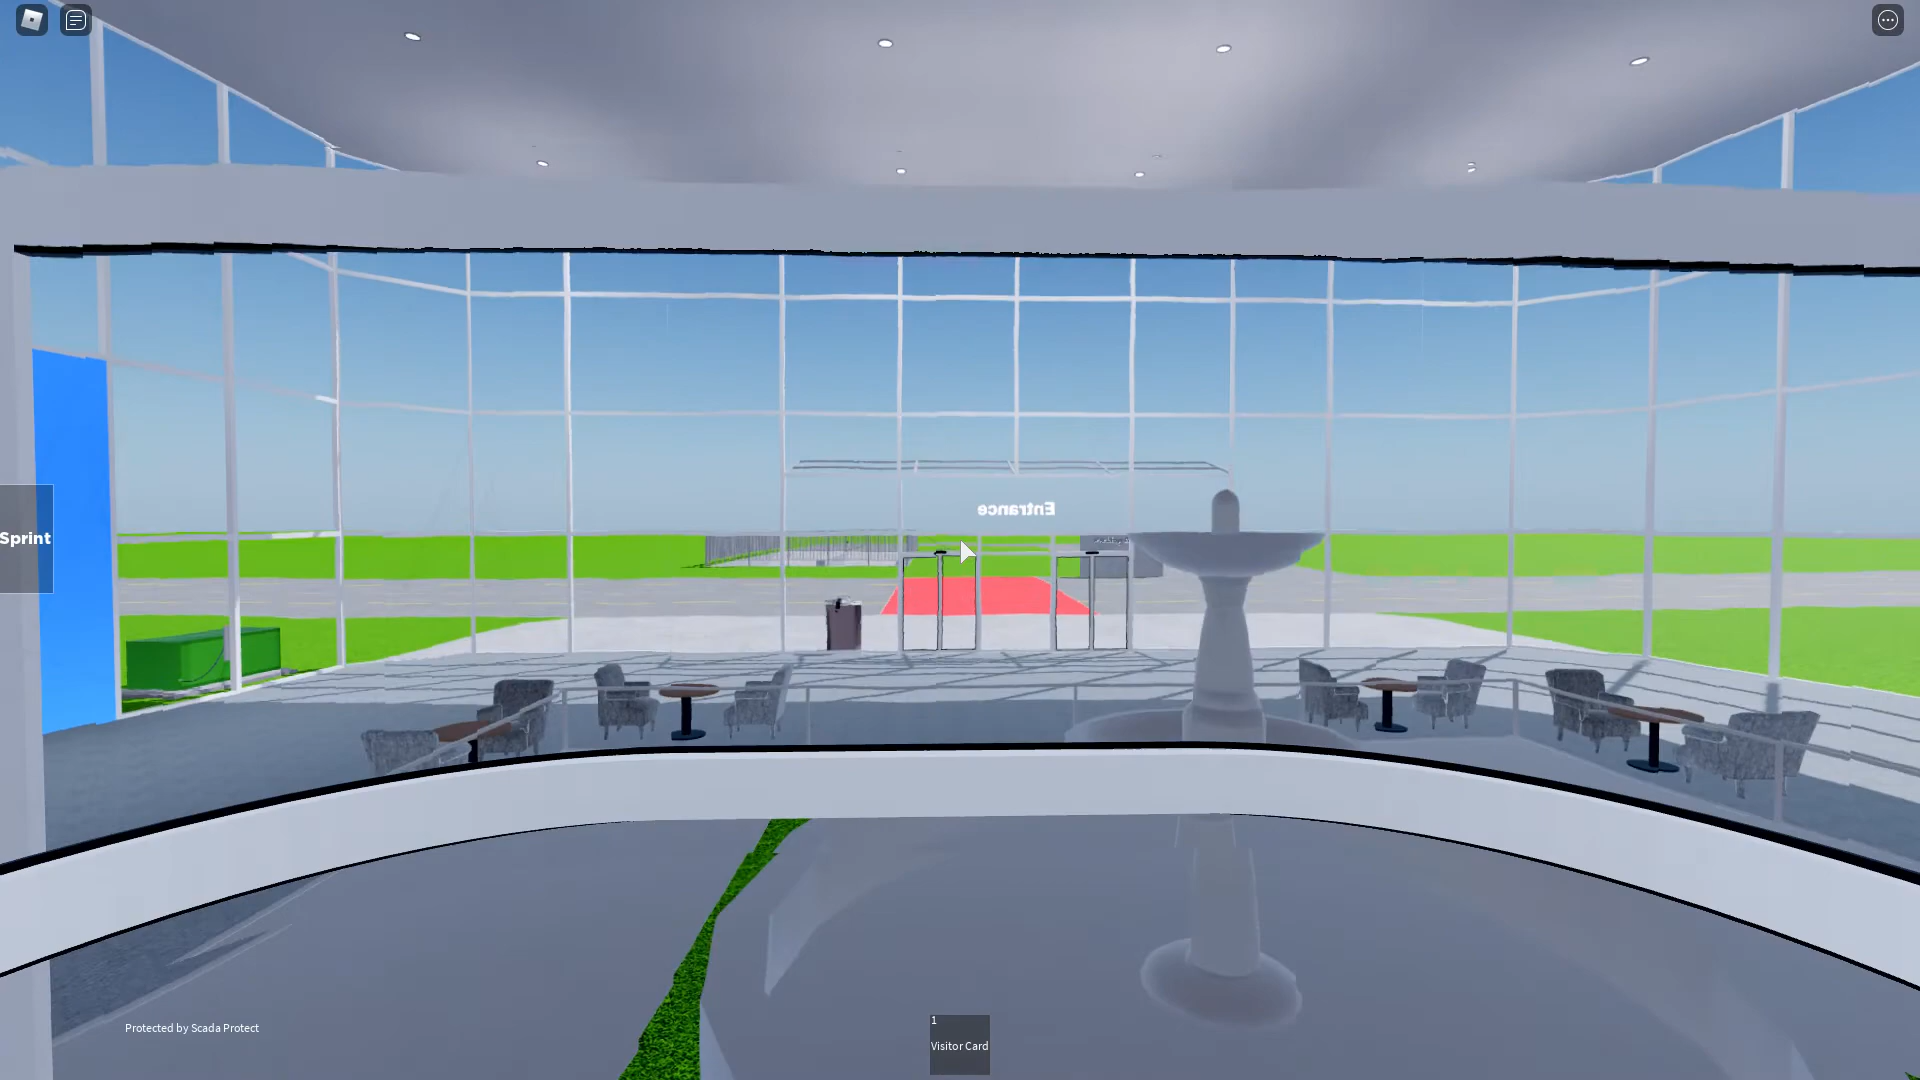 Entrance
Sprint
Protected by Scada Protect
1
Visitor Card